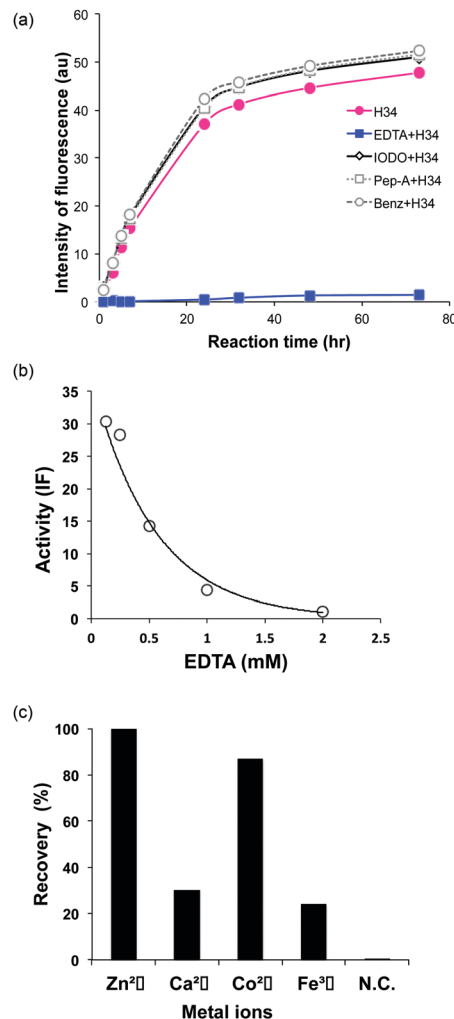 (a)
Intensity of fluorescence (au)
60
50
40
30
20
10
0
H34
EDTA+H34
IODO+H34
Pep-A+H34
Benz+H34
0 20 40 60 80
Reaction time (hr)
(b)
Activity (IF)
35
30
25
20
15
10
5
0
0 0.5 1 1.5 2 2.5
EDTA (mM)
(c)
Recovery (%)
100
80
60
40
20
0
Zn²▯ Ca²▯ Co²▯ Fe³▯ N.C.
Metal ions